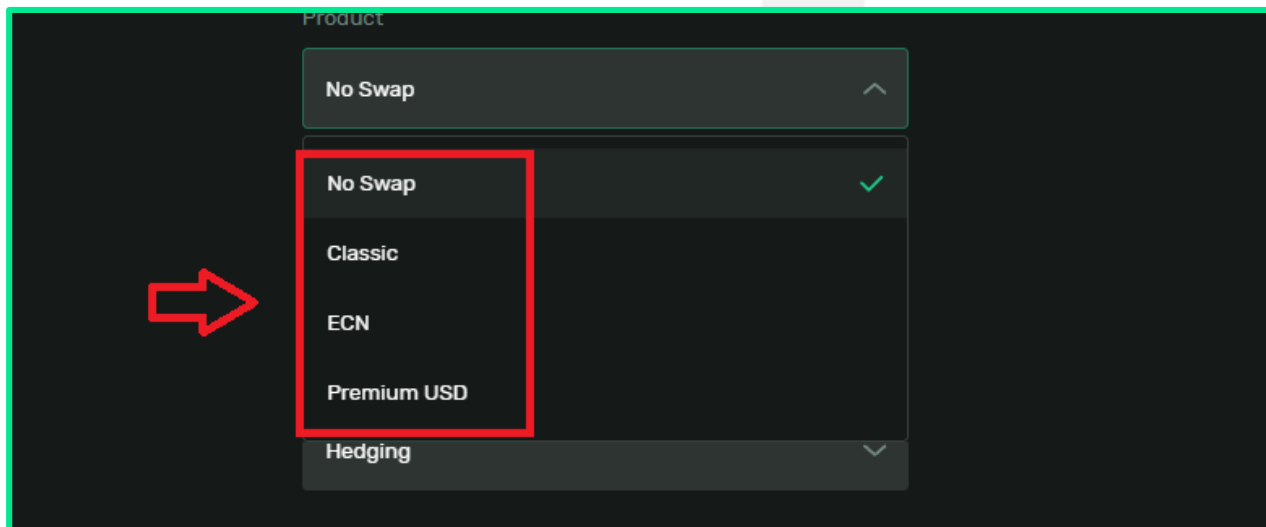 Product
No Swap
No Swap
Classic
ECN
Premium USD
Hedging